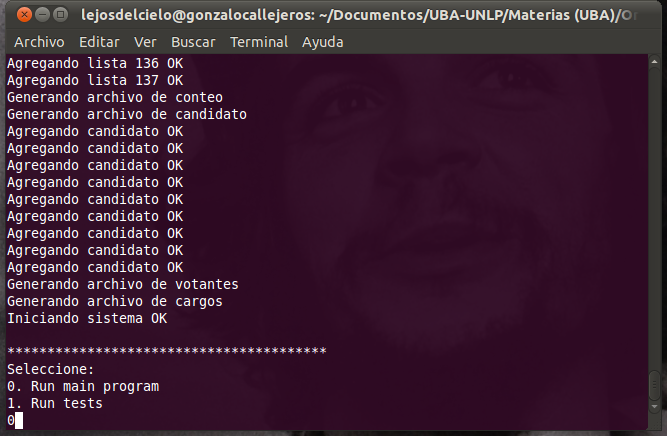 lejosdelcielo@gonzalocallejeros: ~/Documentos/UBA-UNLP/Materias (UBA)/Or
Archivo Editar Ver Buscar Terminal Ayuda
Agregando lista 136 OK
Agregando lista 137 OK
Generando archivo de conteo
Generando archivo de candidato
Agregando candidato OK
Agregando candidato OK
Agregando candidato OK
Agregando candidato OK
Agregando candidato OK
Agregando candidato OK
Agregando candidato OK
Agregando candidato OK
Agregando candidato OK
Generando archivo de votantes
Generando archivo de cargos
Iniciando sistema OK
****************************************
Seleccione:
0. Run main program
1. Run tests
0